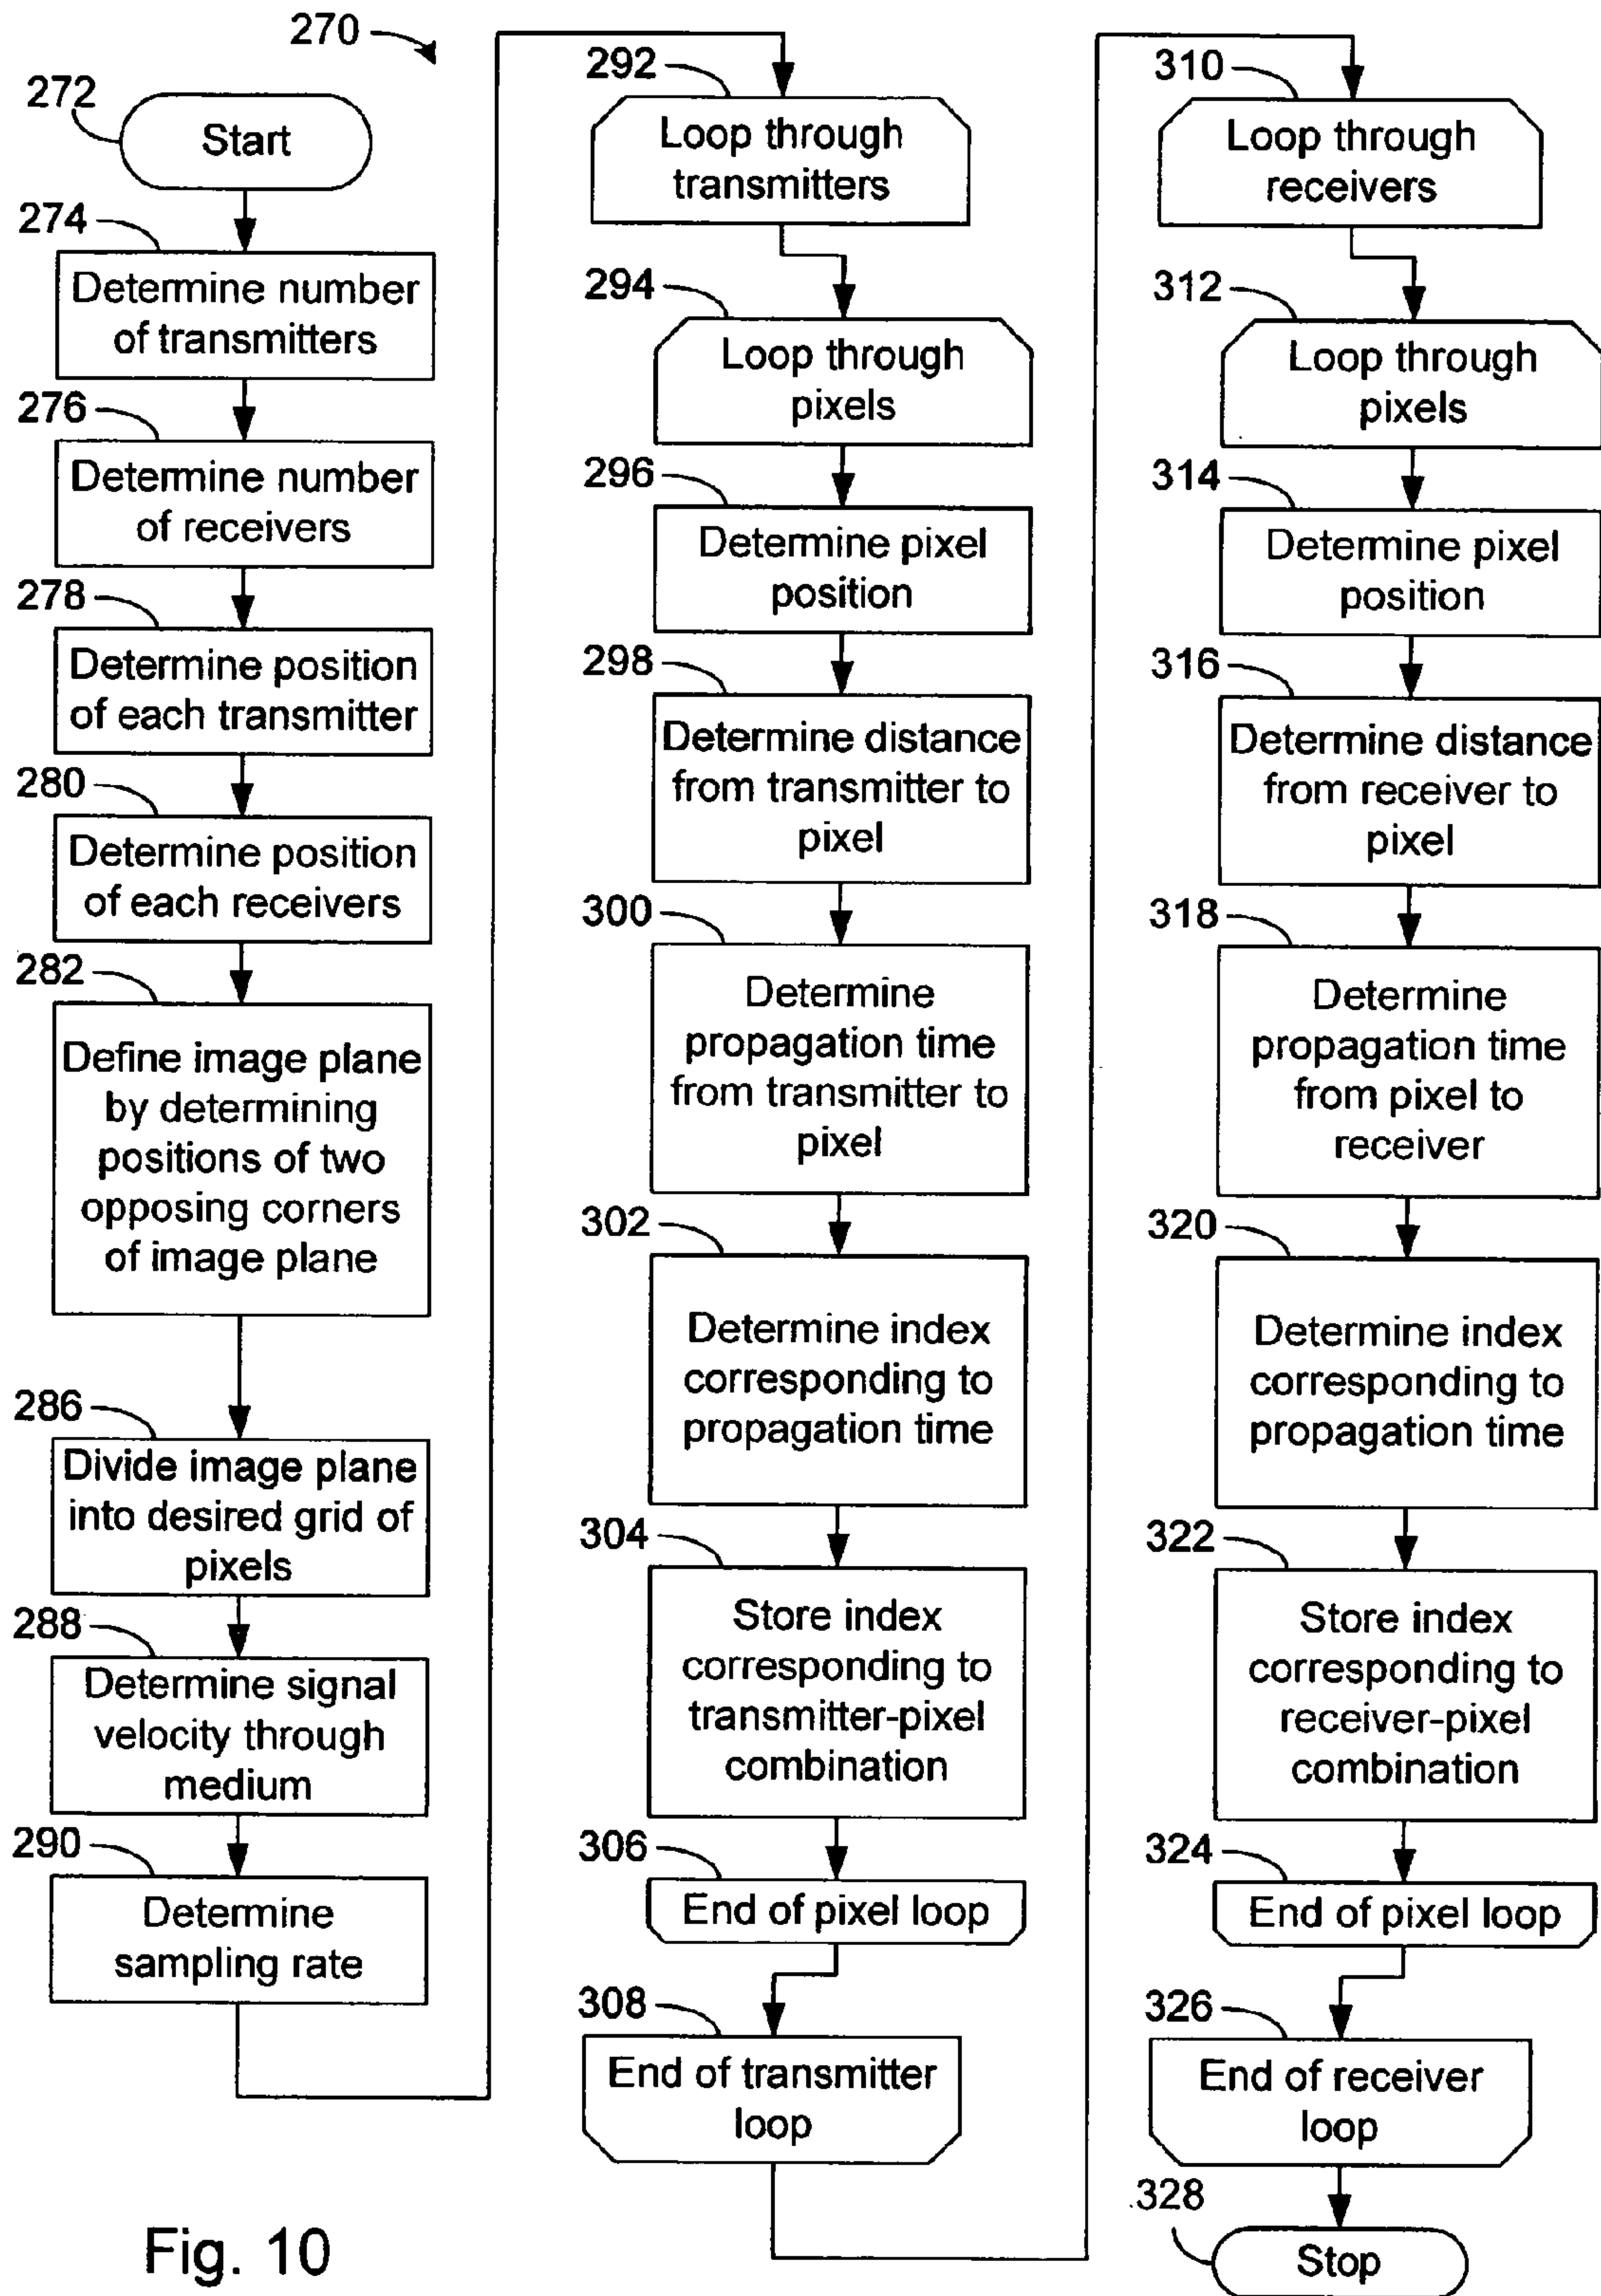 270
272
Start
274
Determine number
of transmitters
276
Determine number
of receivers
278
Determine position
of each transmitter
280
Determine position
of each receivers
282
Define image plane
by determining
positions of two
opposing corners
of image plane
286
Divide image plane
into desired grid of
pixels
288
Determine signal
velocity through
medium
290
Determine
sampling rate
292
Loop through
transmitters
294
Loop through
pixels
296
Determine pixel
position
298
Determine distance
from transmitter to
pixel
300
Determine
propagation time
from transmitter to
pixel
302
Determine index
corresponding to
propagation time
304
Store index
corresponding to
transmitter-pixel
combination
306
End of pixel loop
308
End of transmitter
loop
310
Loop through
receivers
312
Loop through
pixels
314
Determine pixel
position
316
Determine distance
from receiver to
pixel
318
Determine
propagation time
from pixel to
receiver
320
Determine index
corresponding to
propagation time
322
Store index
corresponding to
receiver-pixel
combination
324
End of pixel loop
326
End of receiver
loop
328
Stop
Fig. 10